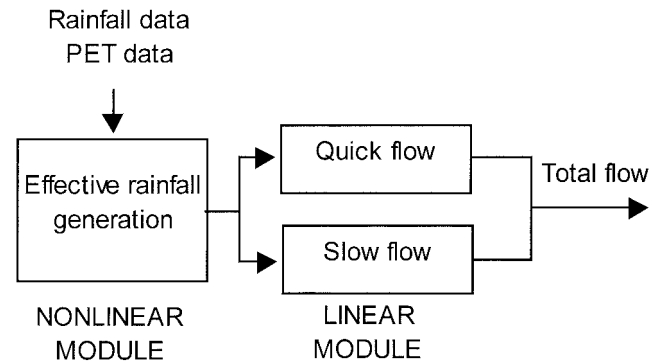 Rainfall data
PET data
Effective rainfall
generation
Quick flow
Slow flow
Total flow
NONLINEAR
MODULE
LINEAR
MODULE